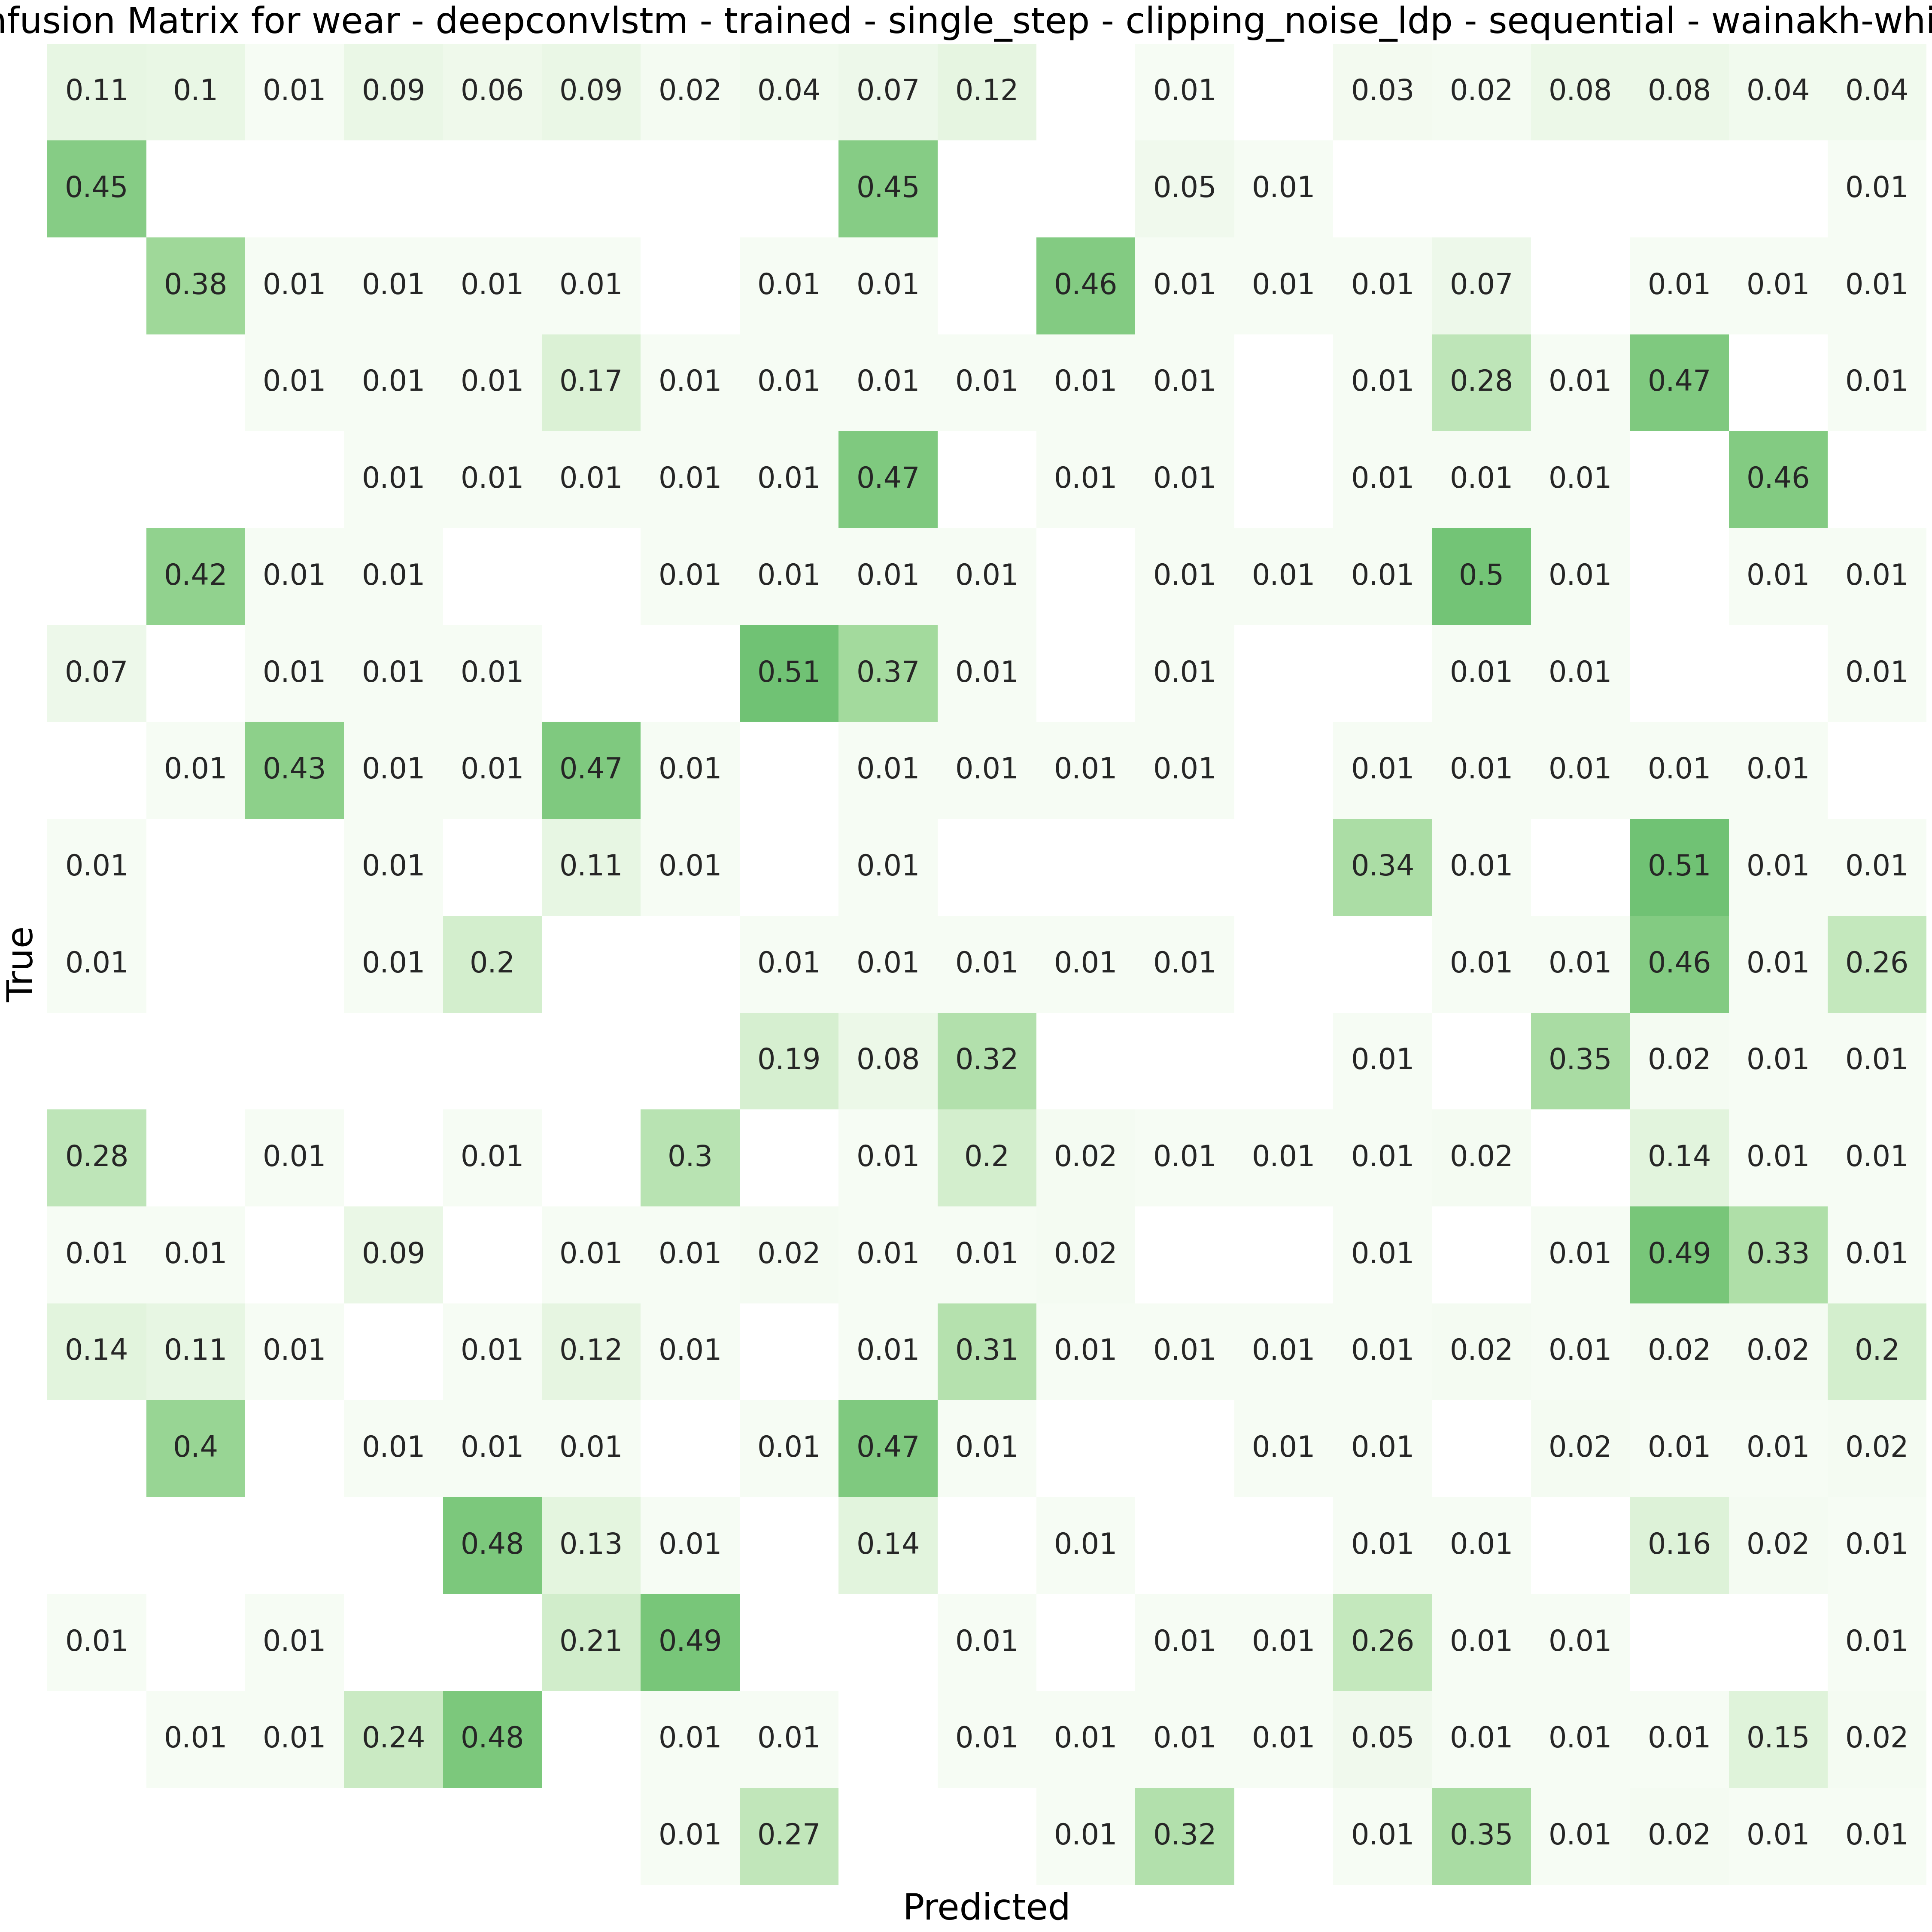 nfusion Matrix for wear - deepconvlstm - trained - single_step - clipping_noise_ldp - sequential - wainakh-whi
0.11 0.1 0.01 0.09 0.06 0.09 0.02 0.04 0.07 0.12 0.01 0.03 0.02 0.08 0.08 0.04 0.04
0.45 0.45 0.05 0.01 0.01
0.38 0.01 0.01 0.01 0.01 0.01 0.01 0.46 0.01 0.01 0.01 0.07 0.01 0.01 0.01
0.01 0.01 0.01 0.17 0.01 0.01 0.01 0.01 0.01 0.01 0.01 0.28 0.01 0.47 0.01
0.01 0.01 0.01 0.01 0.01 0.47 0.01 0.01 0.01 0.01 0.01 0.46
0.42 0.01 0.01 0.01 0.01 0.01 0.01 0.01 0.01 0.01 0.5 0.01 0.01 0.01
0.07 0.01 0.01 0.01 0.51 0.37 0.01 0.01 0.01 0.01 0.01
0.01 0.43 0.01 0.01 0.47 0.01 0.01 0.01 0.01 0.01 0.01 0.01 0.01 0.01 0.01
0.01 0.01 0.11 0.01 0.01 0.34 0.01 0.51 0.01 0.01
0.01 0.01 0.2 0.01 0.01 0.01 0.01 0.01 0.01 0.01 0.46 0.01 0.26
0.19 0.08 0.32 0.01 0.35 0.02 0.01 0.01
0.28 0.01 0.01 0.3 0.01 0.2 0.02 0.01 0.01 0.01 0.02 0.14 0.01 0.01
0.01 0.01 0.09 0.01 0.01 0.02 0.01 0.01 0.02 0.01 0.01 0.49 0.33 0.01
0.14 0.11 0.01 0.01 0.12 0.01 0.01 0.31 0.01 0.01 0.01 0.01 0.02 0.01 0.02 0.02 0.2
0.4 0.01 0.01 0.01 0.01 0.47 0.01 0.01 0.01 0.02 0.01 0.01 0.02
0.48 0.13 0.01 0.14 0.01 0.01 0.01 0.16 0.02 0.01
0.01 0.01 0.21 0.49 0.01 0.01 0.01 0.26 0.01 0.01 0.01
0.01 0.01 0.24 0.48 0.01 0.01 0.01 0.01 0.01 0.01 0.05 0.01 0.01 0.01 0.15 0.02
0.01 0.27 0.01 0.32 0.01 0.35 0.01 0.02 0.01 0.01
True
Predicted